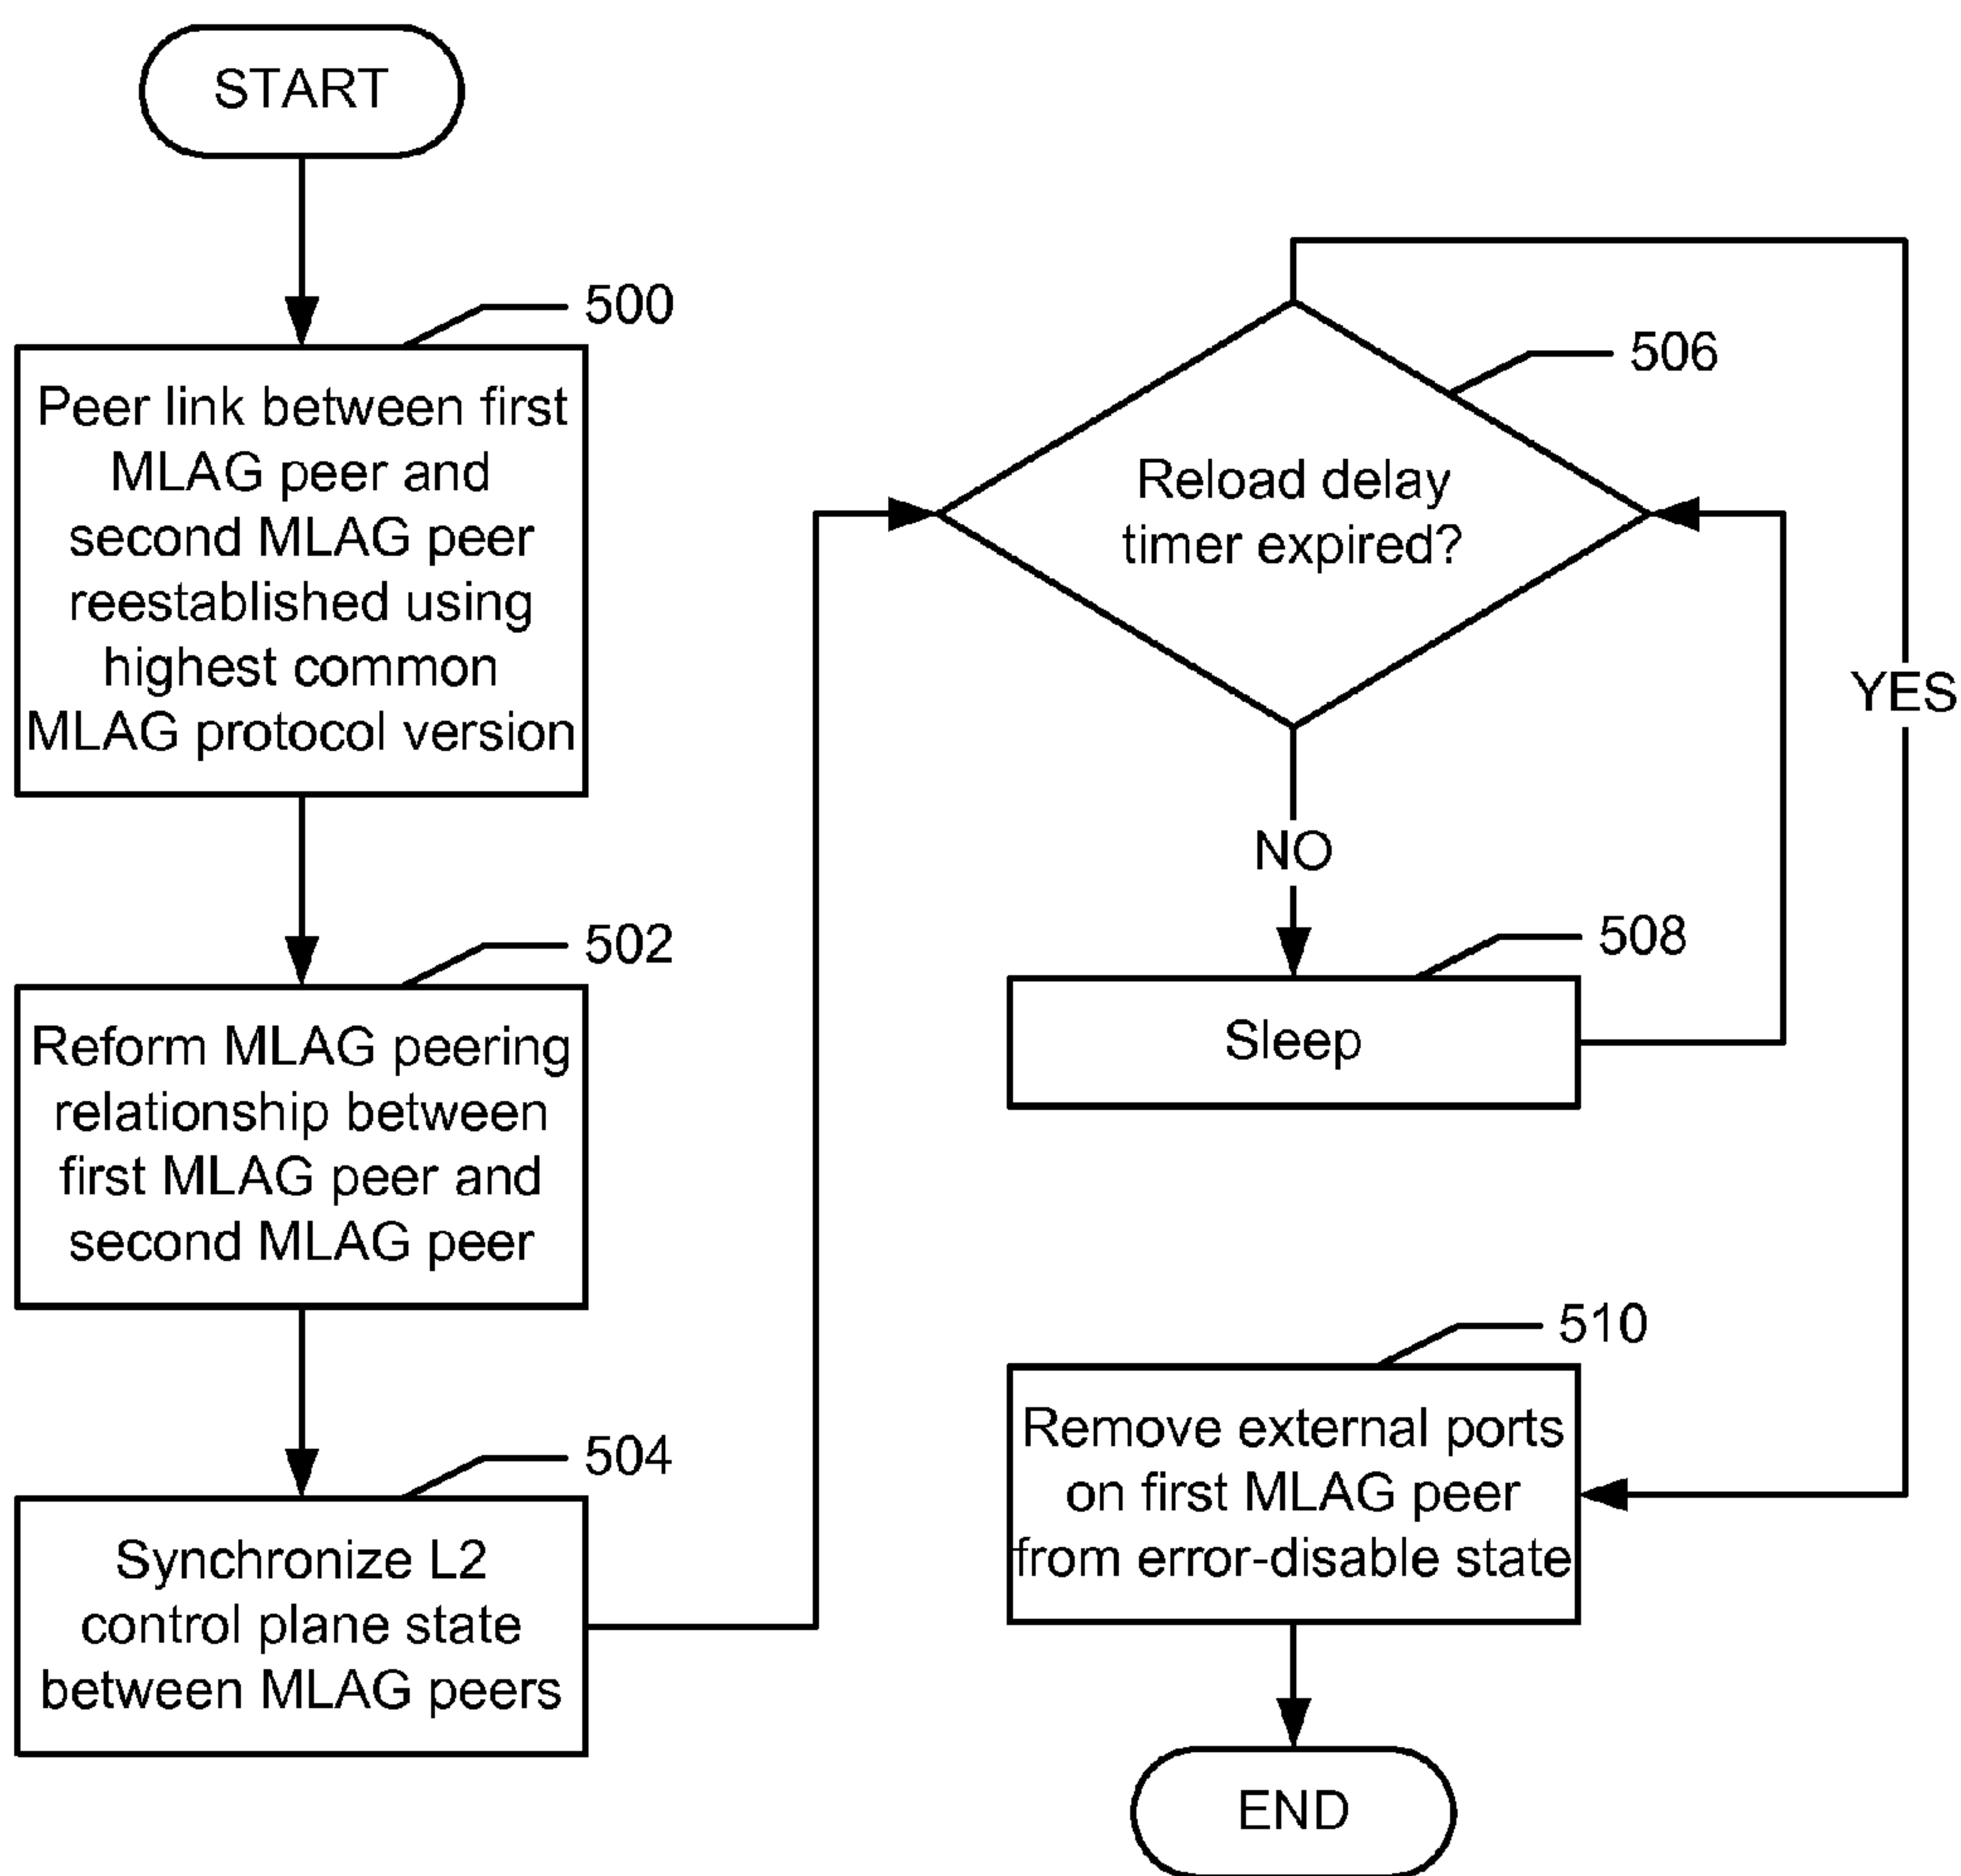 START
500
Peer link between first
MLAG peer and
second MLAG peer
reestablished using
highest common
MLAG protocol version
502
Reform MLAG peering
relationship between
first MLAG peer and
second MLAG peer
504
Synchronize L2
control plane state
between MLAG peers
506
Reload delay
timer expired?
YES
NO
508
Sleep
510
Remove external ports
on first MLAG peer
from error-disable state
END